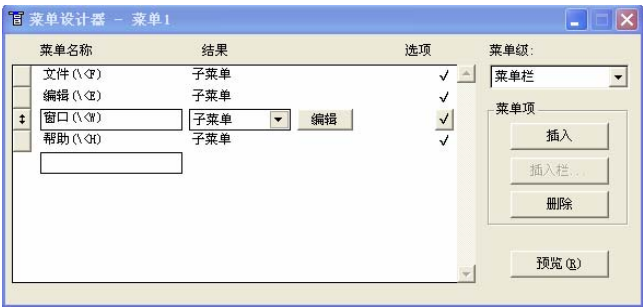 菜单设计器 - 菜单1
菜单名称 结果 选项 菜单级:
文件(\<F) 子菜单 √ 菜单栏
编辑(\<E) 子菜单 √
菜单项
窗口(\<W) 子菜单 编辑 √
插入
帮助(\<H) 子菜单 √
插入栏...
删除
预览(R)